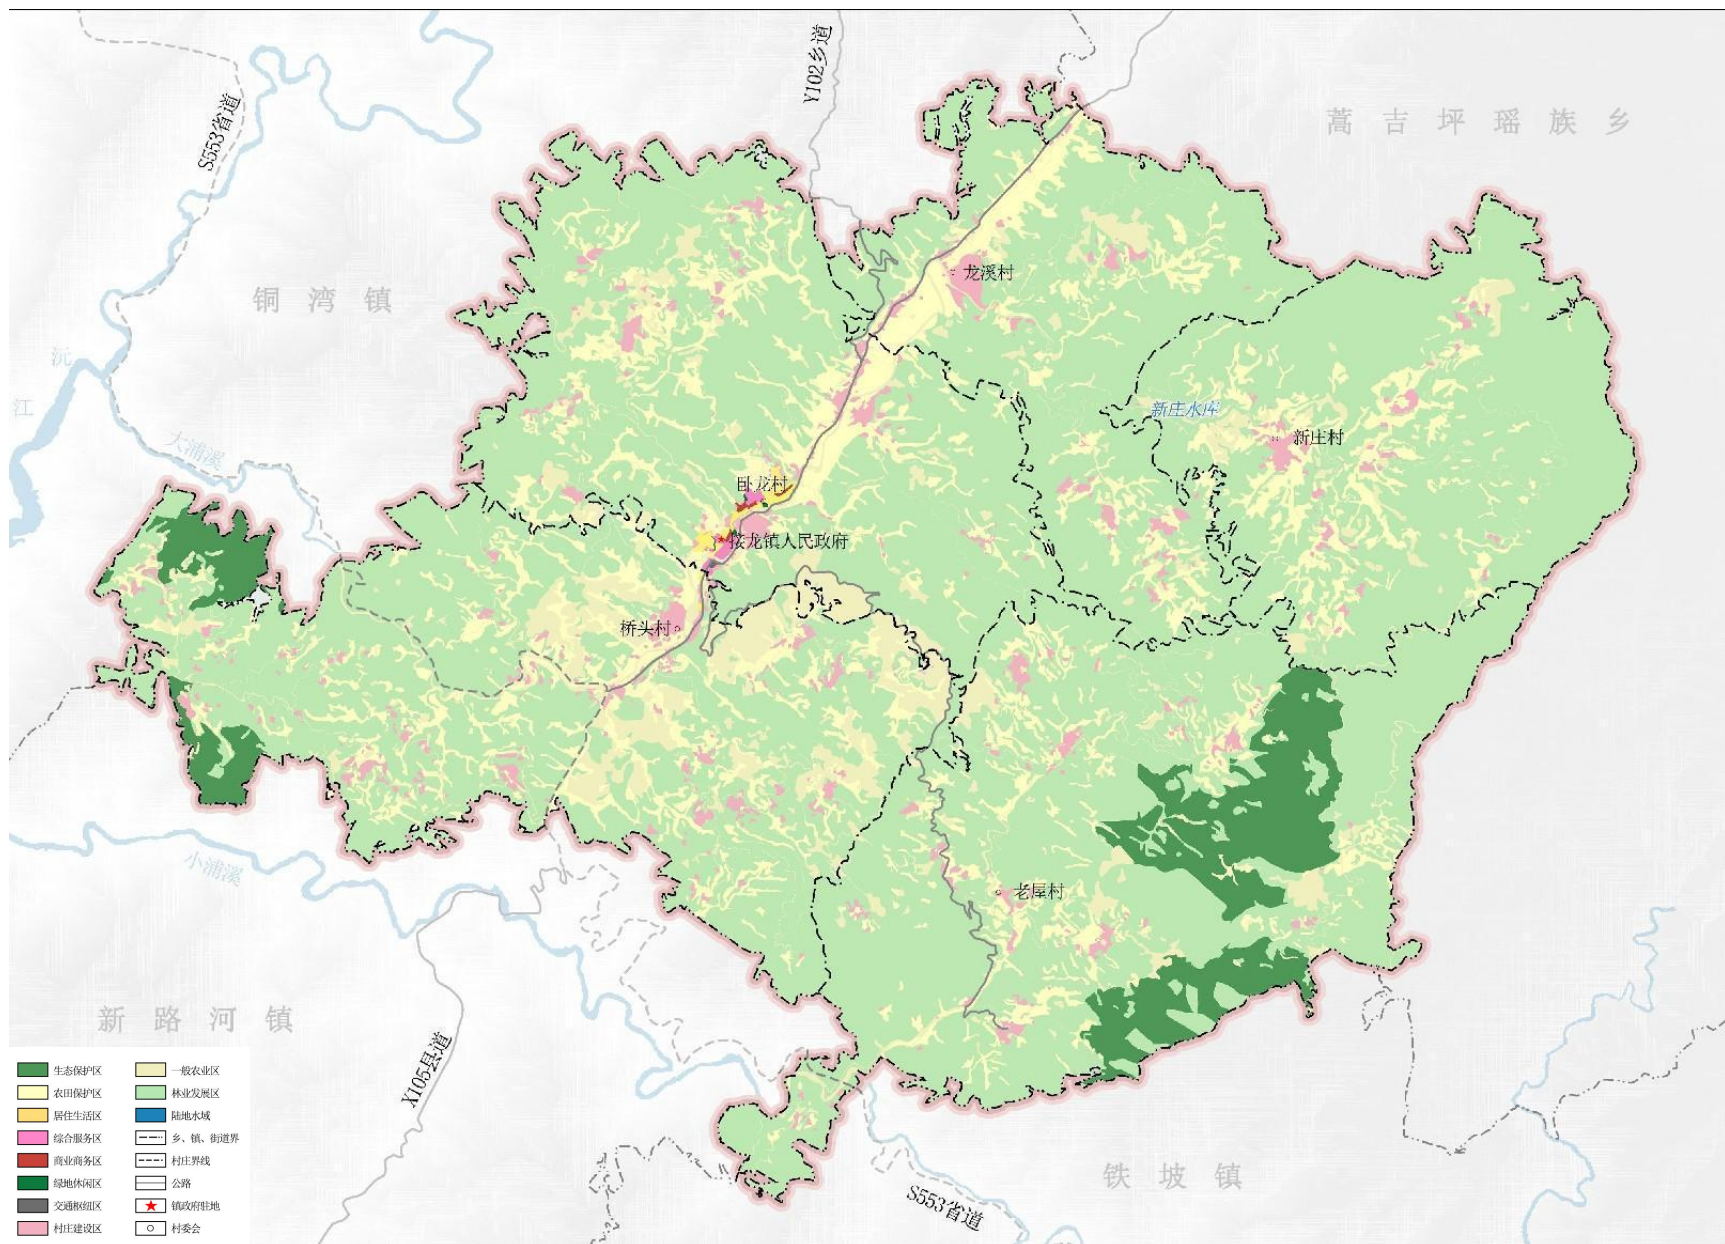 S553省道
Y102乡道
蒿吉坪瑶族乡
铜湾镇
龙溪村
沅
江
新庄水库
新庄村
大浦溪
卧龙村
接龙镇人民政府
桥头村
小浦溪
老屋村
新路河镇
X105县道
铁坡镇
S553省道
生态保护区
一般农业区
农田保护区
林业发展区
居住生活区
陆地水域
综合服务区
乡、镇、街道界
商业商务区
村庄界线
绿地休闲区
公路
交通枢纽区
镇政府驻地
村庄建设区
村委会